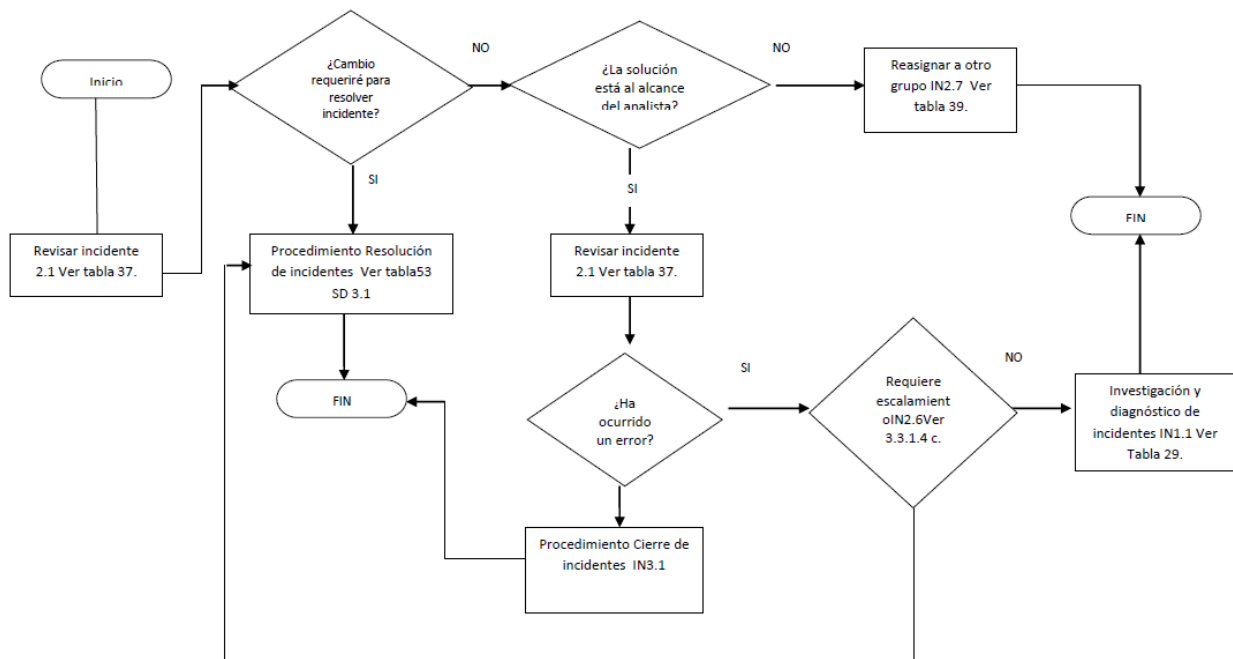 Inicio
¿Cambio
requeriré para
resolver
incidente?
NO
¿La solución
está al alcance
del analista?
NO
Reasignar a otro
grupo IN2.7 Ver
tabla 39.
SI
SI
FIN
Revisar incidente
2.1 Ver tabla 37.
Procedimiento Resolución
de incidentes Ver tabla53
SD 3.1
Revisar incidente
2.1 Ver tabla 37.
FIN
¿Ha
ocurrido
un error?
SI
Requiere
escalamient
oIN2.6Ver
3.3.1.4 c.
NO
Investigación y
diagnóstico de
incidentes IN1.1 Ver
Tabla 29.
Procedimiento Cierre de
incidentes IN3.1